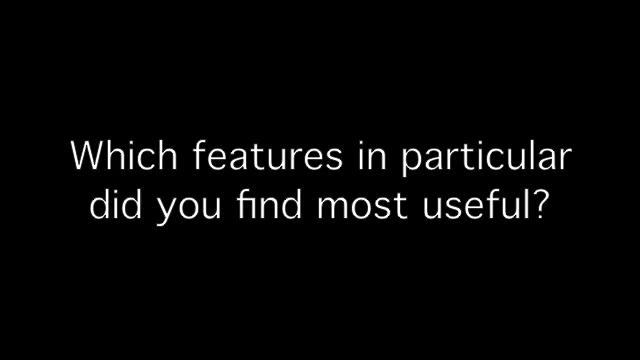 Which features in particular
did you find most useful?